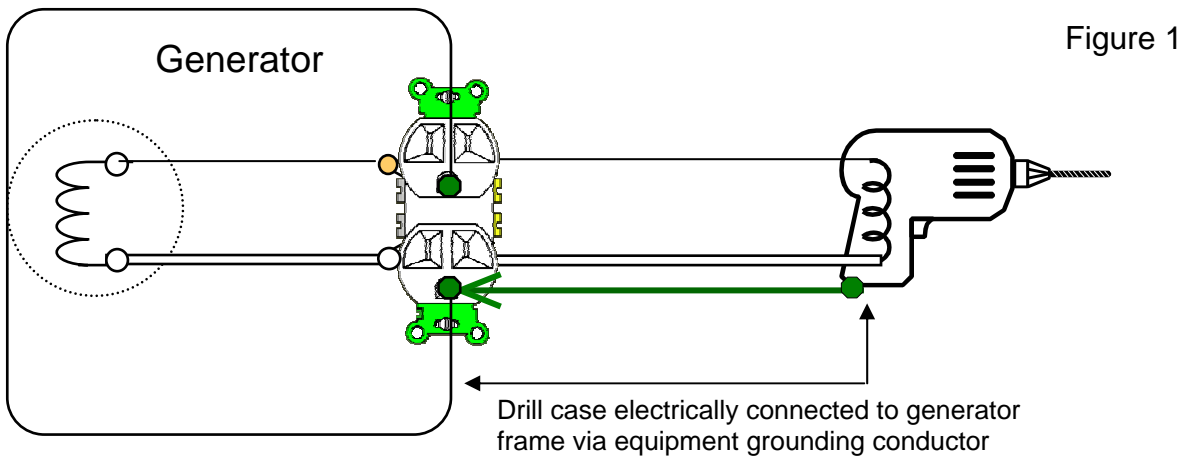 Generator
Figure 1
Drill case electrically connected to generator
frame via equipment grounding conductor